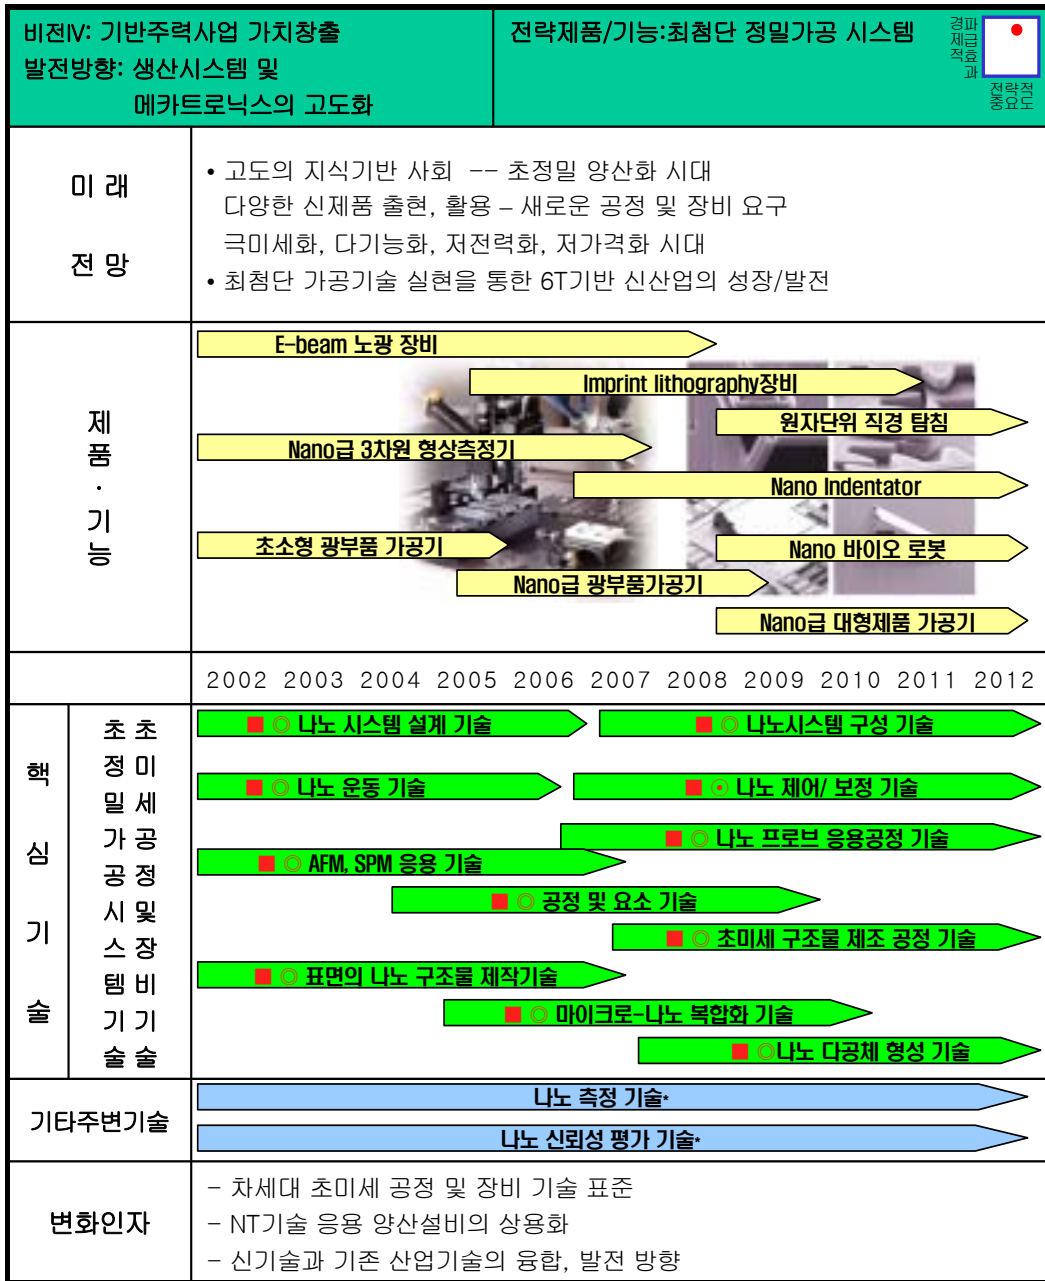 비전Ⅳ: 기반주력사업 가치창출
발전방향: 생산시스템 및
메카트로닉스의 고도화
전략제품/기능:최첨단 정밀가공 시스템
경제적
파급효과
전략적
중요도
미 래
전 망
• 고도의 지식기반 사회 -- 초정밀 양산화 시대
다양한 신제품 출현, 활용 – 새로운 공정 및 장비 요구
극미세화, 다기능화, 저전력화, 저가격화 시대
• 최첨단 가공기술 실현을 통한 6T기반 신산업의 성장/발전
제
품
·
기
능
E-beam 노광 장비
Imprint lithography장비
원자단위 직경 탐침
Nano급 3차원 형상측정기
Nano Indentator
초소형 광부품 가공기
Nano 바이오 로봇
Nano급 광부품가공기
Nano급 대형제품 가공기
2002 2003 2004 2005 2006 2007 2008 2009 2010 2011 2012
핵
심
기
술
초정밀가공시스템기술
초미세공정및장비기술
■ ◎ 나노 시스템 설계 기술
■ ◎ 나노시스템 구성 기술
■ ◎ 나노 운동 기술
■ ⊙ 나노 제어/ 보정 기술
■ ◎ 나노 프로브 응용공정 기술
■ ◎ AFM, SPM 응용 기술
■ ◎ 공정 및 요소 기술
■ ◎ 초미세 구조물 제조 공정 기술
■ ◎ 표면의 나노 구조물 제작기술
■ ◎ 마이크로-나노 복합화 기술
■ ◎나노 다공체 형성 기술
기타주변기술
나노 측정 기술*
나노 신뢰성 평가 기술*
변화인자
- 차세대 초미세 공정 및 장비 기술 표준
- NT기술 응용 양산설비의 상용화
- 신기술과 기존 산업기술의 융합, 발전 방향